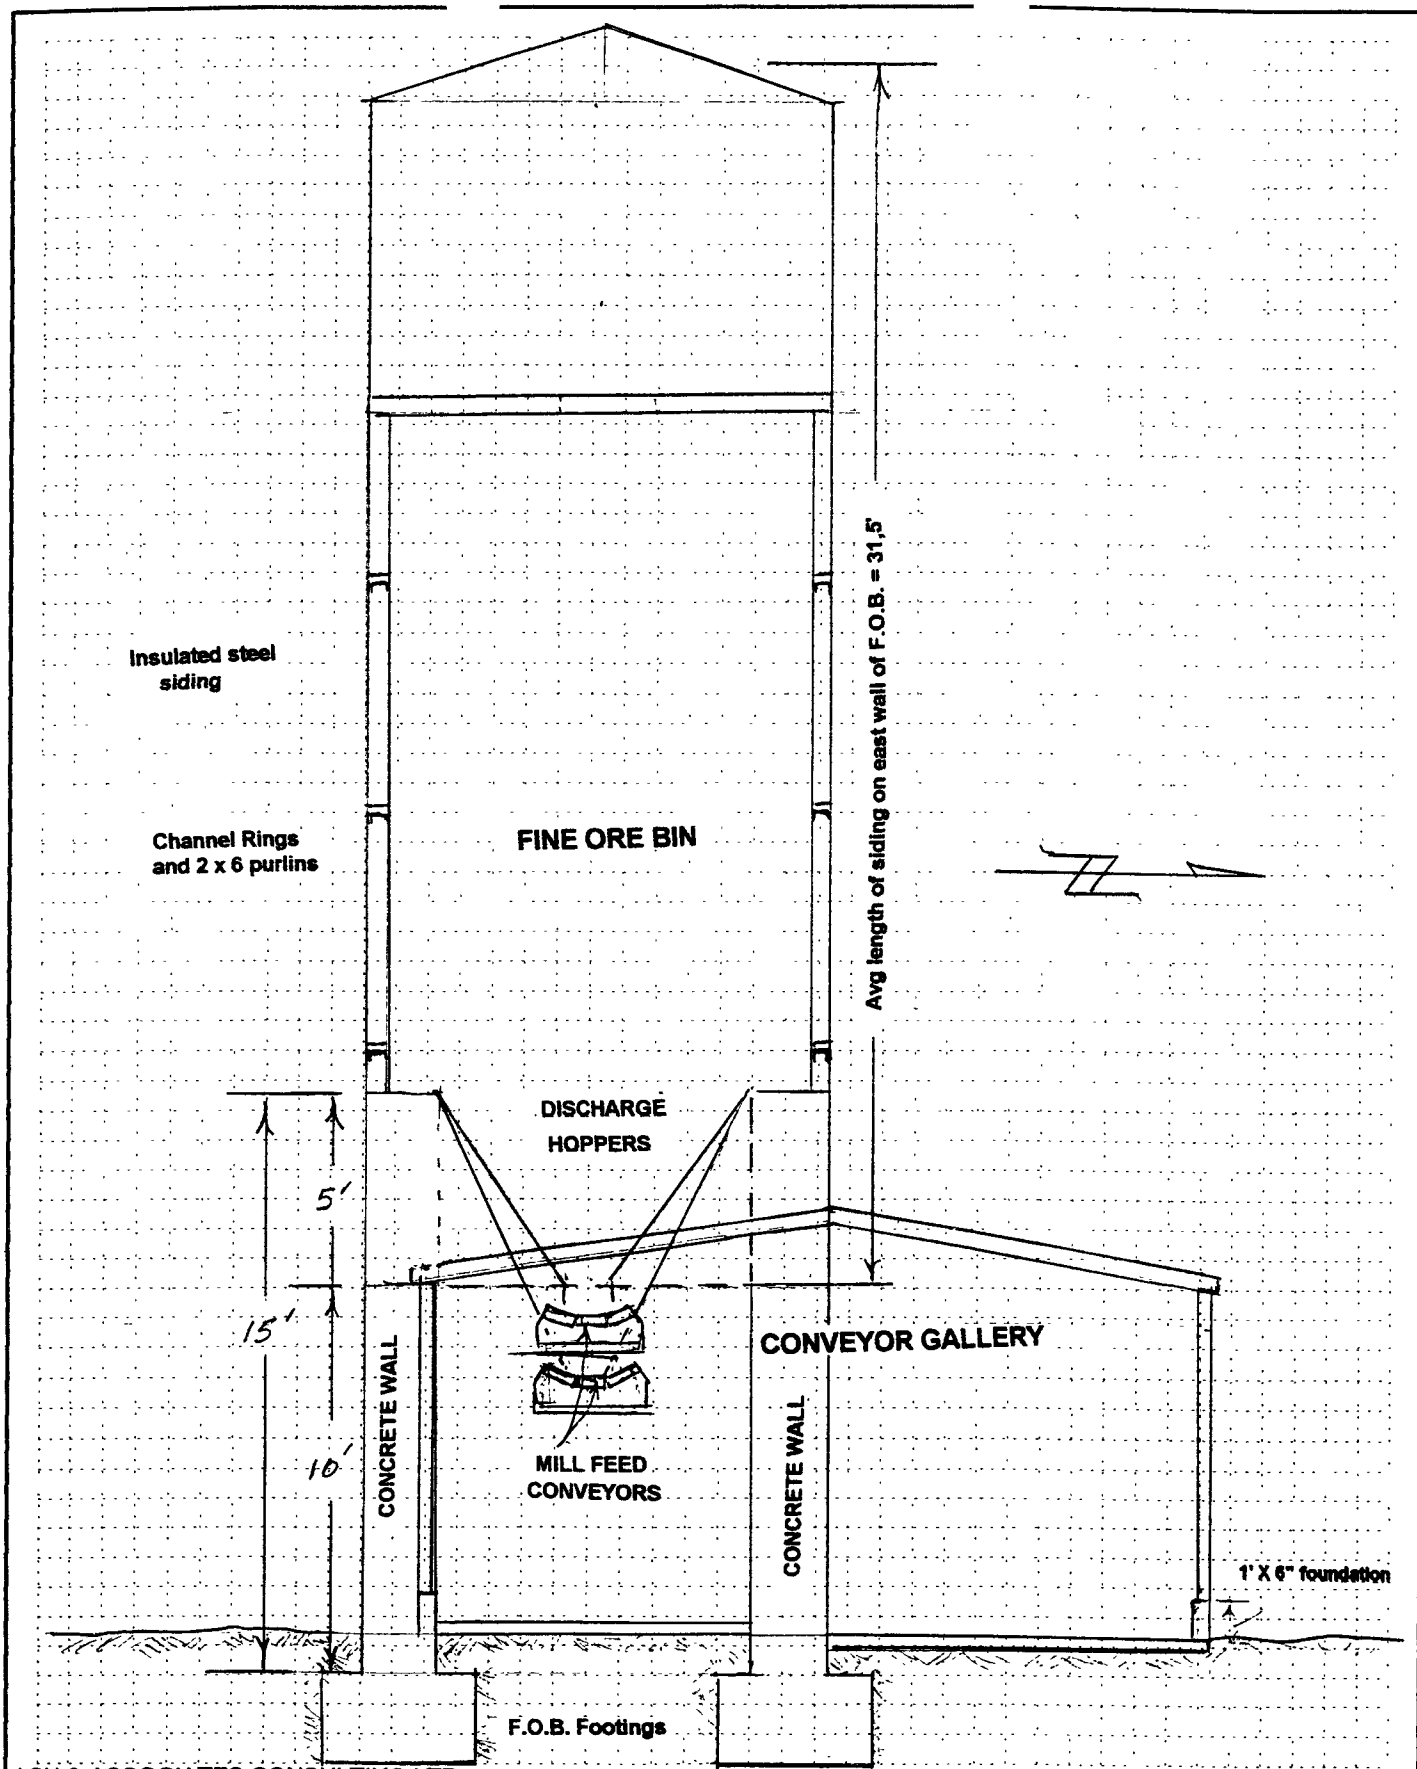 Avg length of siding on east wall of F.O.B. = 31,5'
Insulated steel
siding
Channel Rings
and 2 x 6 purlins
FINE ORE BIN
DISCHARGE
HOPPERS
5'
15'
10'
CONCRETE WALL
CONVEYOR GALLERY
MILL FEED
CONVEYORS
CONCRETE WALL
1' X 6" foundation
F.O.B. Footings